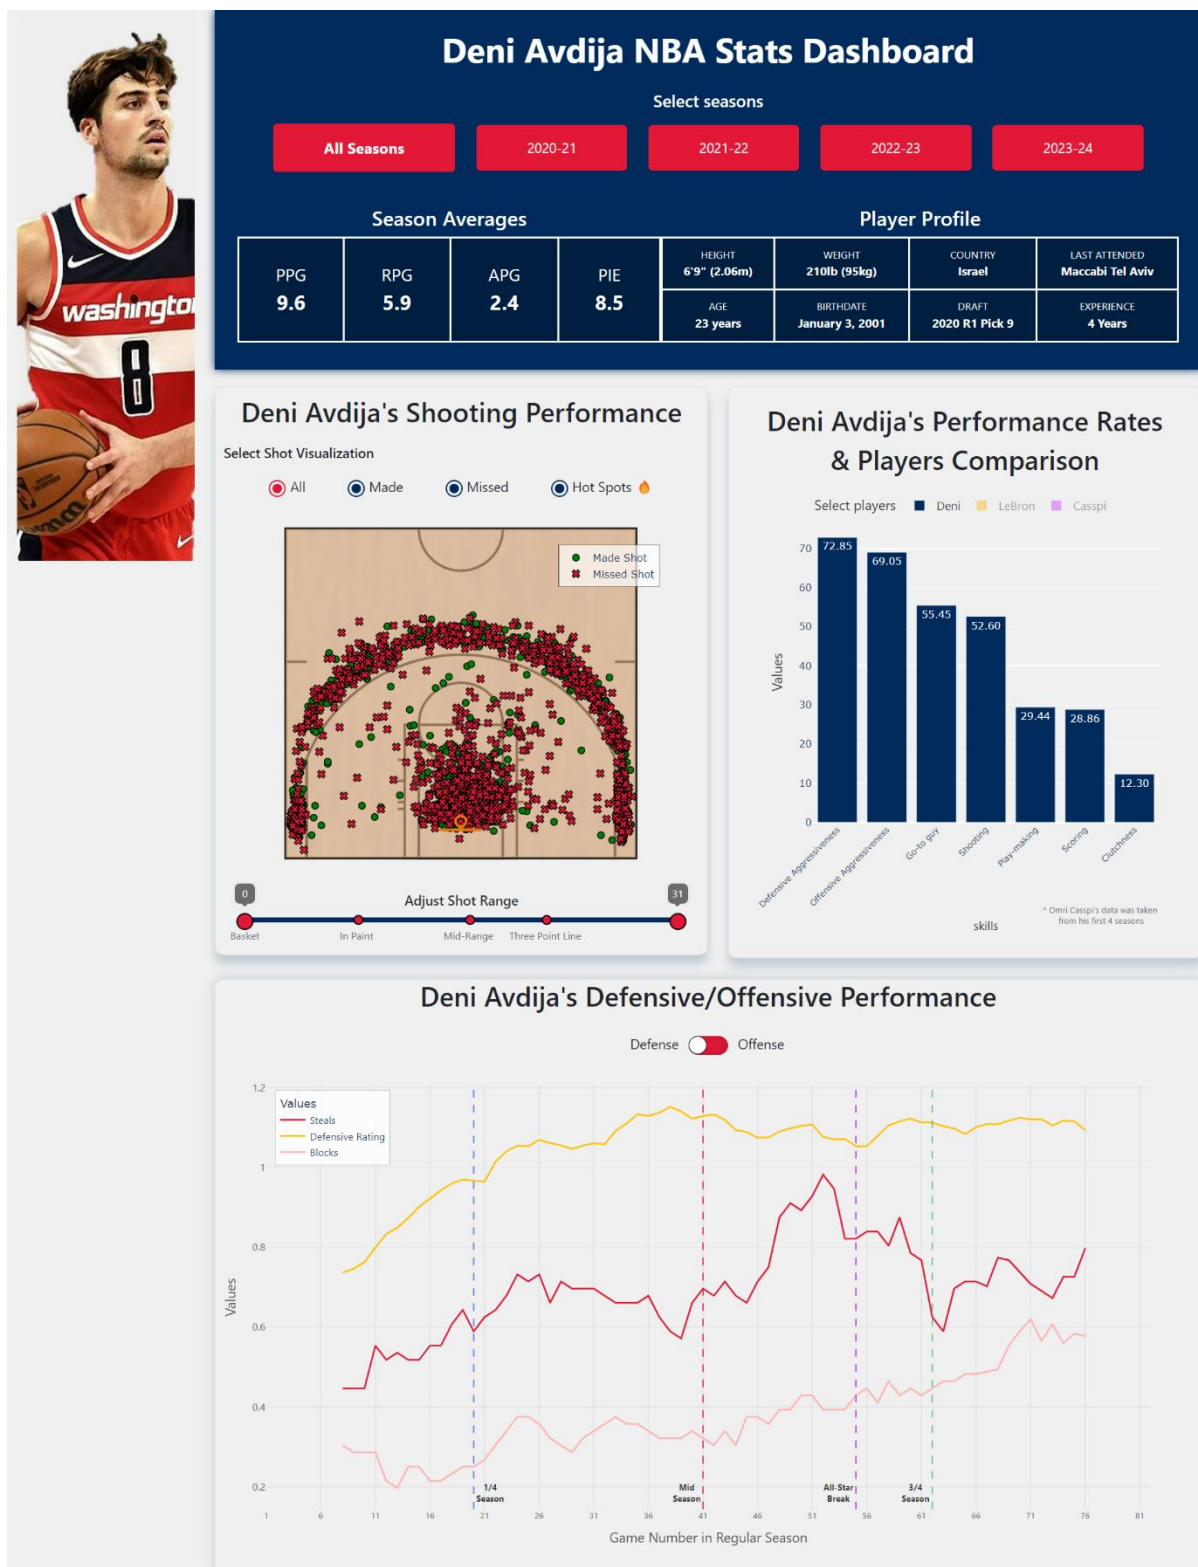 Deni Avdija NBA Stats Dashboard
Select seasons
All Seasons
2020-21
2021-22
2022-23
2023-24
Season Averages
PPG
9.6
RPG
5.9
APG
2.4
PIE
8.5
Player Profile
HEIGHT
6'9" (2.06m)
WEIGHT
210lb (95kg)
COUNTRY
Israel
LAST ATTENDED
Maccabi Tel Aviv
AGE
23 years
BIRTHDATE
January 3, 2001
DRAFT
2020 R1 Pick 9
EXPERIENCE
4 Years
washington
8
Deni Avdija's Shooting Performance
Select Shot Visualization
All
Made
Missed
Hot Spots 🔥
Made Shot
Missed Shot
0
31
Adjust Shot Range
Basket
In Paint
Mid-Range
Three Point Line
Deni Avdija's Performance Rates
& Players Comparison
Select players
Deni
LeBron
Casspi
Values
70
60
50
40
30
20
10
0
72.85
69.05
55.45
52.60
29.44
28.86
12.30
Defensive Aggressiveness
Offensive Aggressiveness
Go-to guy
Shooting
Play-making
Scoring
Clutchness
skills
* Omri Casspi's data was taken
from his first 4 seasons
Deni Avdija's Defensive/Offensive Performance
Defense
Offense
Values
Steals
Defensive Rating
Blocks
Values
1.2
1
0.8
0.6
0.4
0.2
1/4
Season
Mid
Season
All-Star
Break
3/4
Season
1
6
11
16
21
26
31
36
41
46
51
56
61
66
71
76
81
Game Number in Regular Season